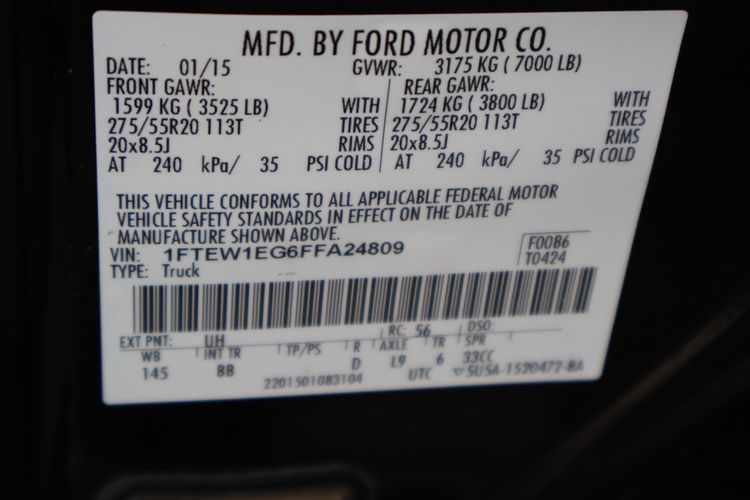 MFD. BY FORD MOTOR CO.
DATE: 01/15 GVWR: 3175 KG ( 7000 LB)
FRONT GAWR: REAR GAWR:
1599 KG ( 3525 LB) WITH 1724 KG ( 3800 LB) WITH
275/55R20 113T TIRES 275/55R20 113T TIRES
20x8.5J RIMS 20x8.5J RIMS
AT 240 kPa/ 35 PSI COLD AT 240 kPa/ 35 PSI COLD
THIS VEHICLE CONFORMS TO ALL APPLICABLE FEDERAL MOTOR
VEHICLE SAFETY STANDARDS IN EFFECT ON THE DATE OF
MANUFACTURE SHOWN ABOVE.
VIN: 1FTEW1EG6FFA24809 F0086
TYPE: Truck T0424
EXT PNT: UH RC: 56 DSO:
WB INT TR TP/PS R AXLE TR SPR
145 BB D L9 6 33CC
2201501083104 UTC 5U5A-1520472-BA